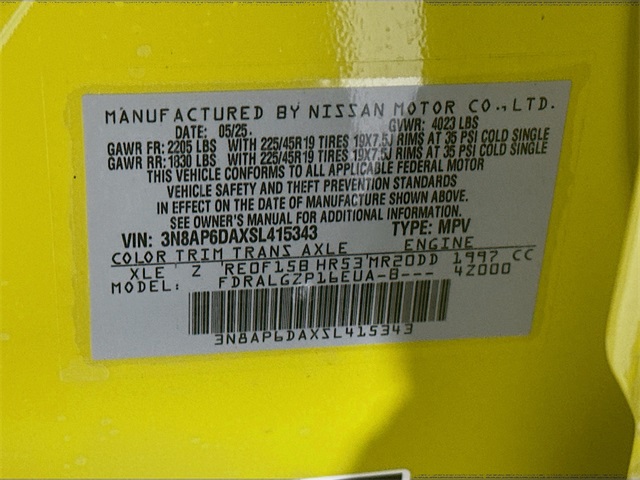 MANUFACTURED BY NISSAN MOTOR CO., LTD.
DATE: 05/25. GVWR: 4023 LBS
GAWR FR: 2205 LBS WITH 225/45R19 TIRES 19X7.5J RIMS AT 35 PSI COLD SINGLE
GAWR RR: 1830 LBS WITH 225/45R19 TIRES 19X7.5J RIMS AT 35 PSI COLD SINGLE
THIS VEHICLE CONFORMS TO ALL APPLICABLE FEDERAL MOTOR
VEHICLE SAFETY AND THEFT PREVENTION STANDARDS
IN EFFECT ON THE DATE OF MANUFACTURE SHOWN ABOVE.
SEE OWNER'S MANUAL FOR ADDITIONAL INFORMATION.
VIN: 3N8AP6DAXSL415343 TYPE: MPV
COLOR TRIM TRANS AXLE ENGINE
XLE Z RE0F15B HR53 MR20DD 1997 CC
MODEL: FDRALGZP16EUA-B--- 4Z000
3N8AP6DAXSL415343